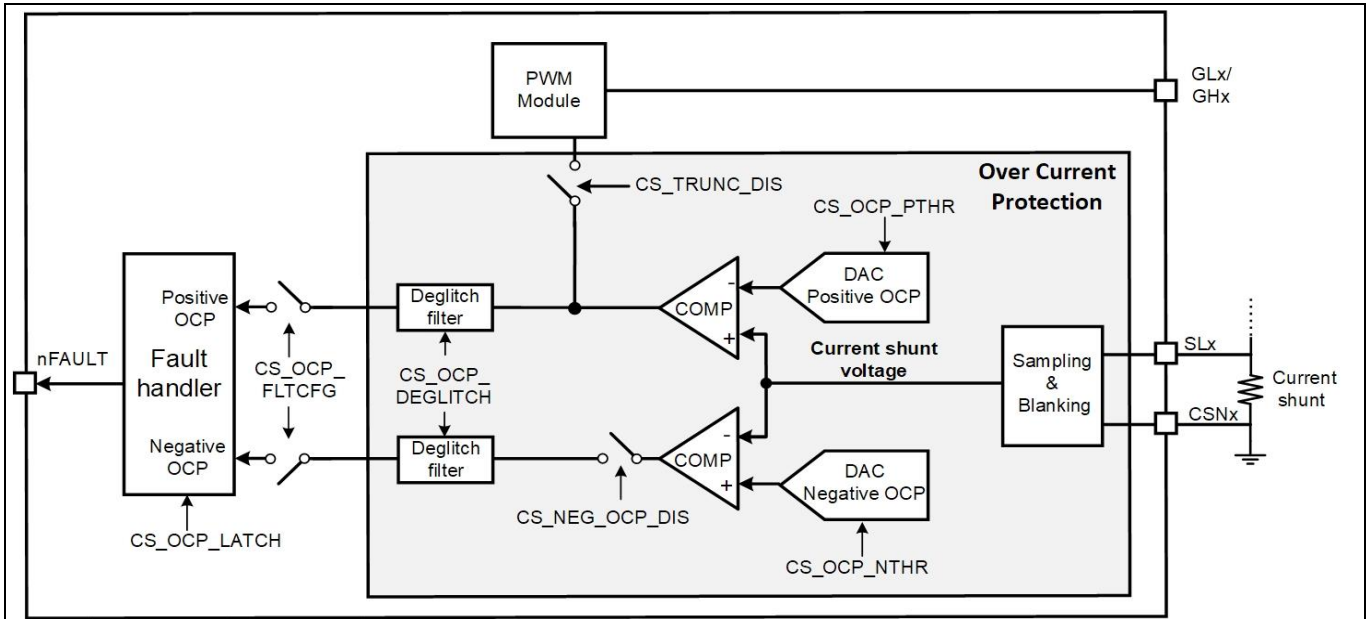 PWM
Module
GLx/
GHx
CS_TRUNC_DIS
Over Current
Protection
CS_OCP_PTHR
DAC
Positive OCP
-
COMP
+
Deglitch
filter
Positive
OCP
nFAULT
Fault
handler
CS_OCP_
FLTCFG
CS_OCP_
DEGLITCH
Current shunt
voltage
Sampling
&
Blanking
SLx
Current
shunt
CSNx
Negative
OCP
Deglitch
filter
-
COMP
+
DAC
Negative OCP
CS_NEG_OCP_DIS
CS_OCP_LATCH
CS_OCP_NTHR